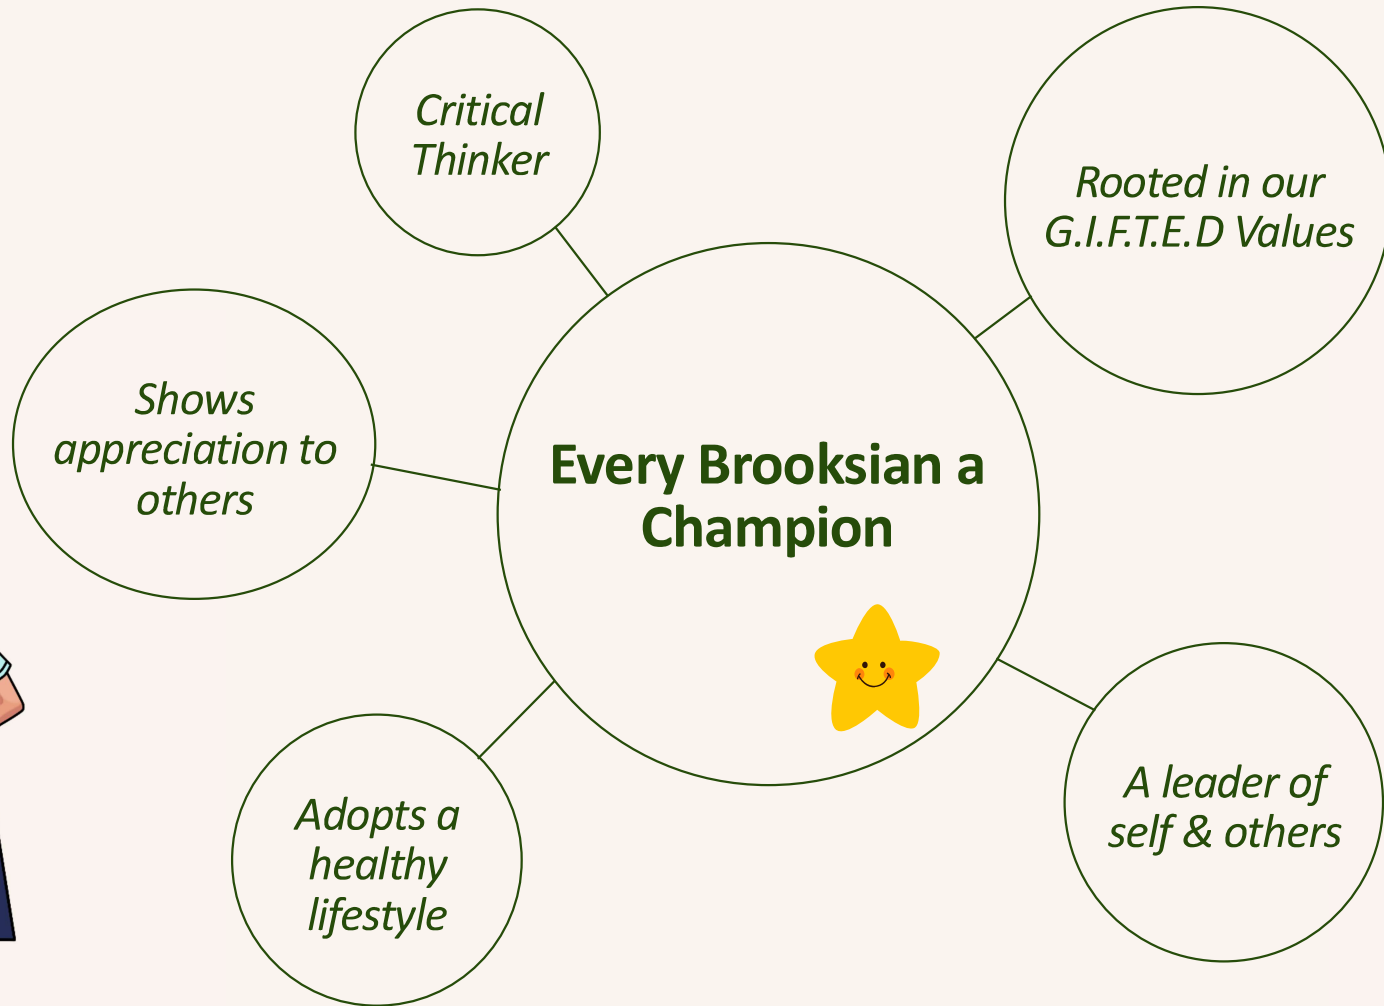 Critical
Thinker
Rooted in our
G.I.F.T.E.D Values
Shows
appreciation to
others
Every Brooksian a
Champion
Adopts a
healthy
lifestyle
A leader of
self & others